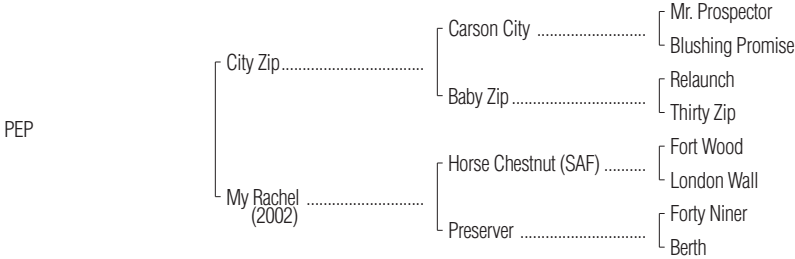 Mr. Prospector
Carson City ............................
Blushing Promise
City Zip.....................................
Relaunch
Baby Zip ...................................
Thirty Zip
PEP
Fort Wood
Horse Chestnut (SAF) ..........
London Wall
My Rachel ..............................
(2002)
Forty Niner
Preserver .................................
Berth